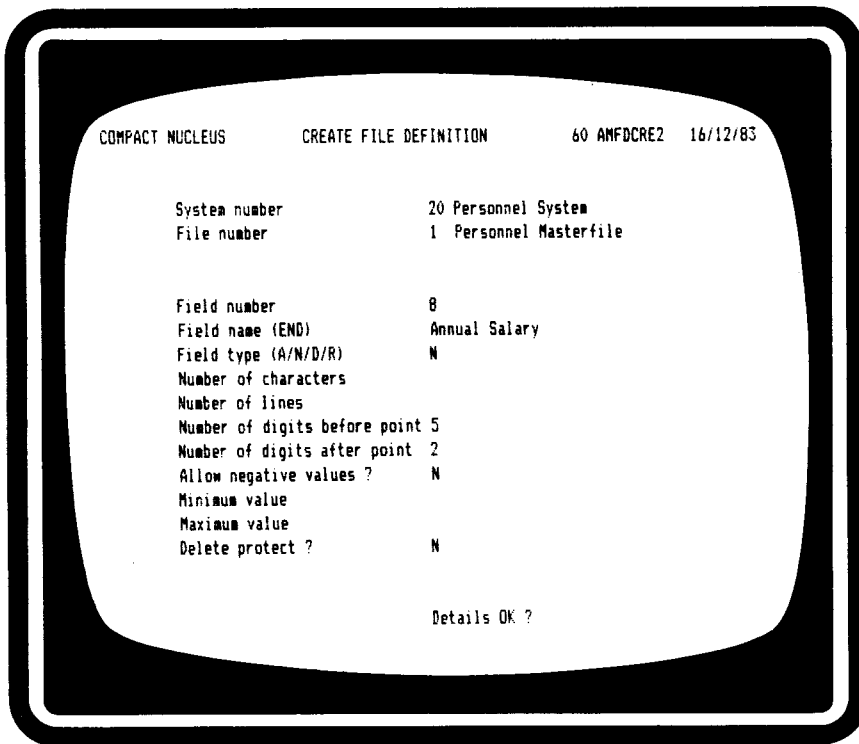 COMPACT NUCLEUS CREATE FILE DEFINITION 60 AMFDCRE2 16/12/83
System number 20 Personnel System
File number 1 Personnel Masterfile
Field number 8
Field name (END) Annual Salary
Field type (A/N/D/R) N
Number of characters
Number of lines
Number of digits before point 5
Number of digits after point 2
Allow negative values ? N
Minimum value
Maximum value
Delete protect ? N
Details OK ?